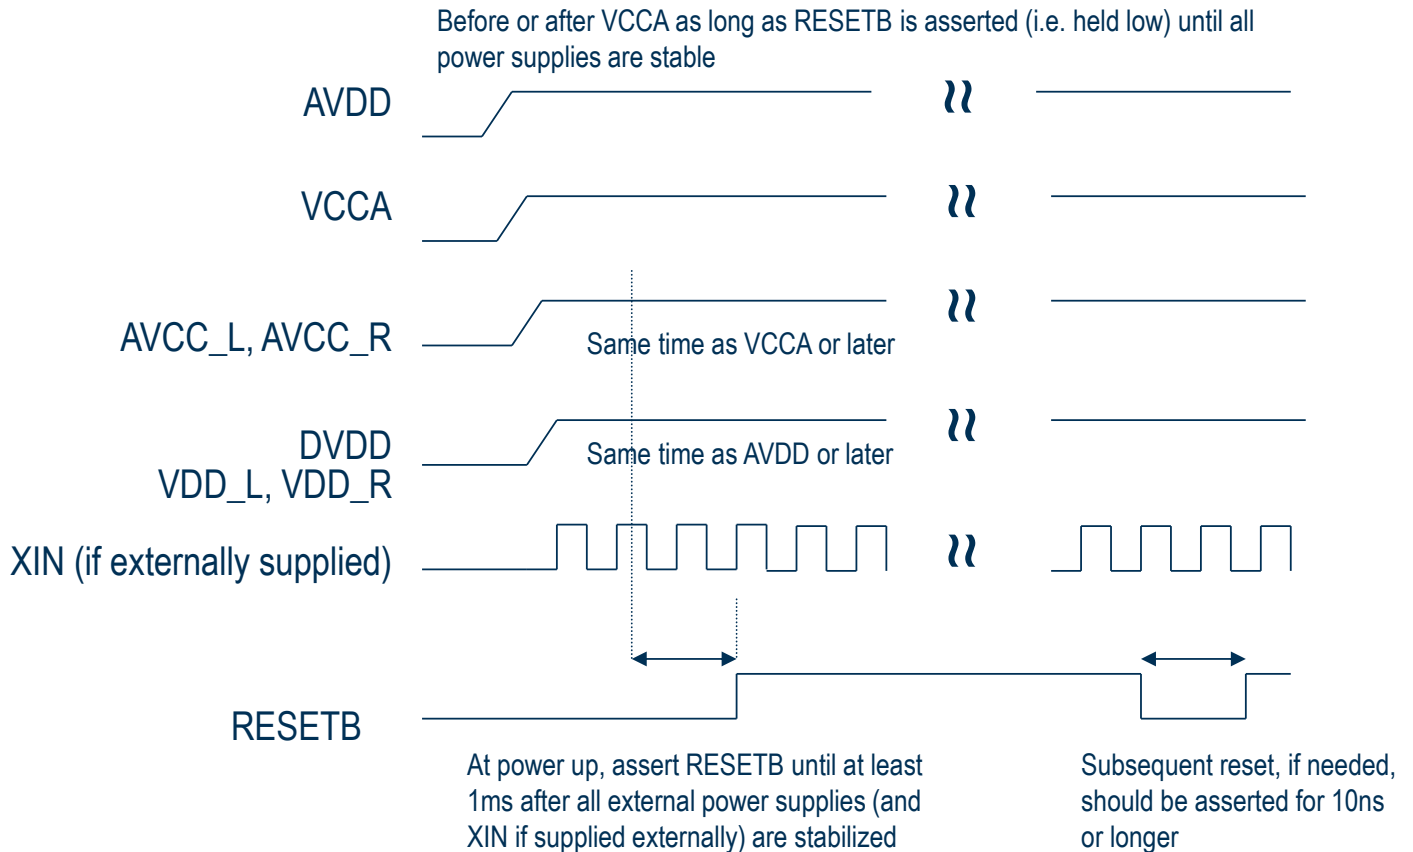 Before or after VCCA as long as RESETB is asserted (i.e. held low) until all
power supplies are stable
AVDD
VCCA
AVCC_L, AVCC_R
Same time as VCCA or later
DVDD
VDD_L, VDD_R
Same time as AVDD or later
XIN (if externally supplied)
RESETB
At power up, assert RESETB until at least
1ms after all external power supplies (and
XIN if supplied externally) are stabilized
Subsequent reset, if needed,
should be asserted for 10ns
or longer